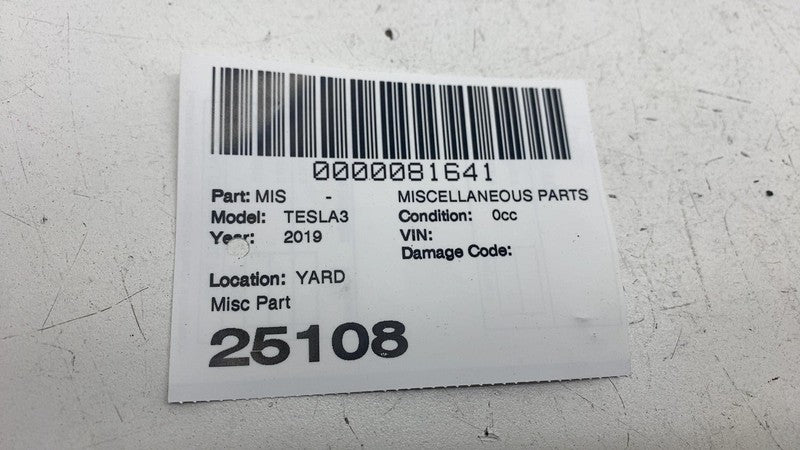 0000081641
Part: MIS - MISCELLANEOUS PARTS
Model: TESLA3 Condition: 0cc
Year: 2019 VIN:
Damage Code:
Location: YARD
Misc Part
25108